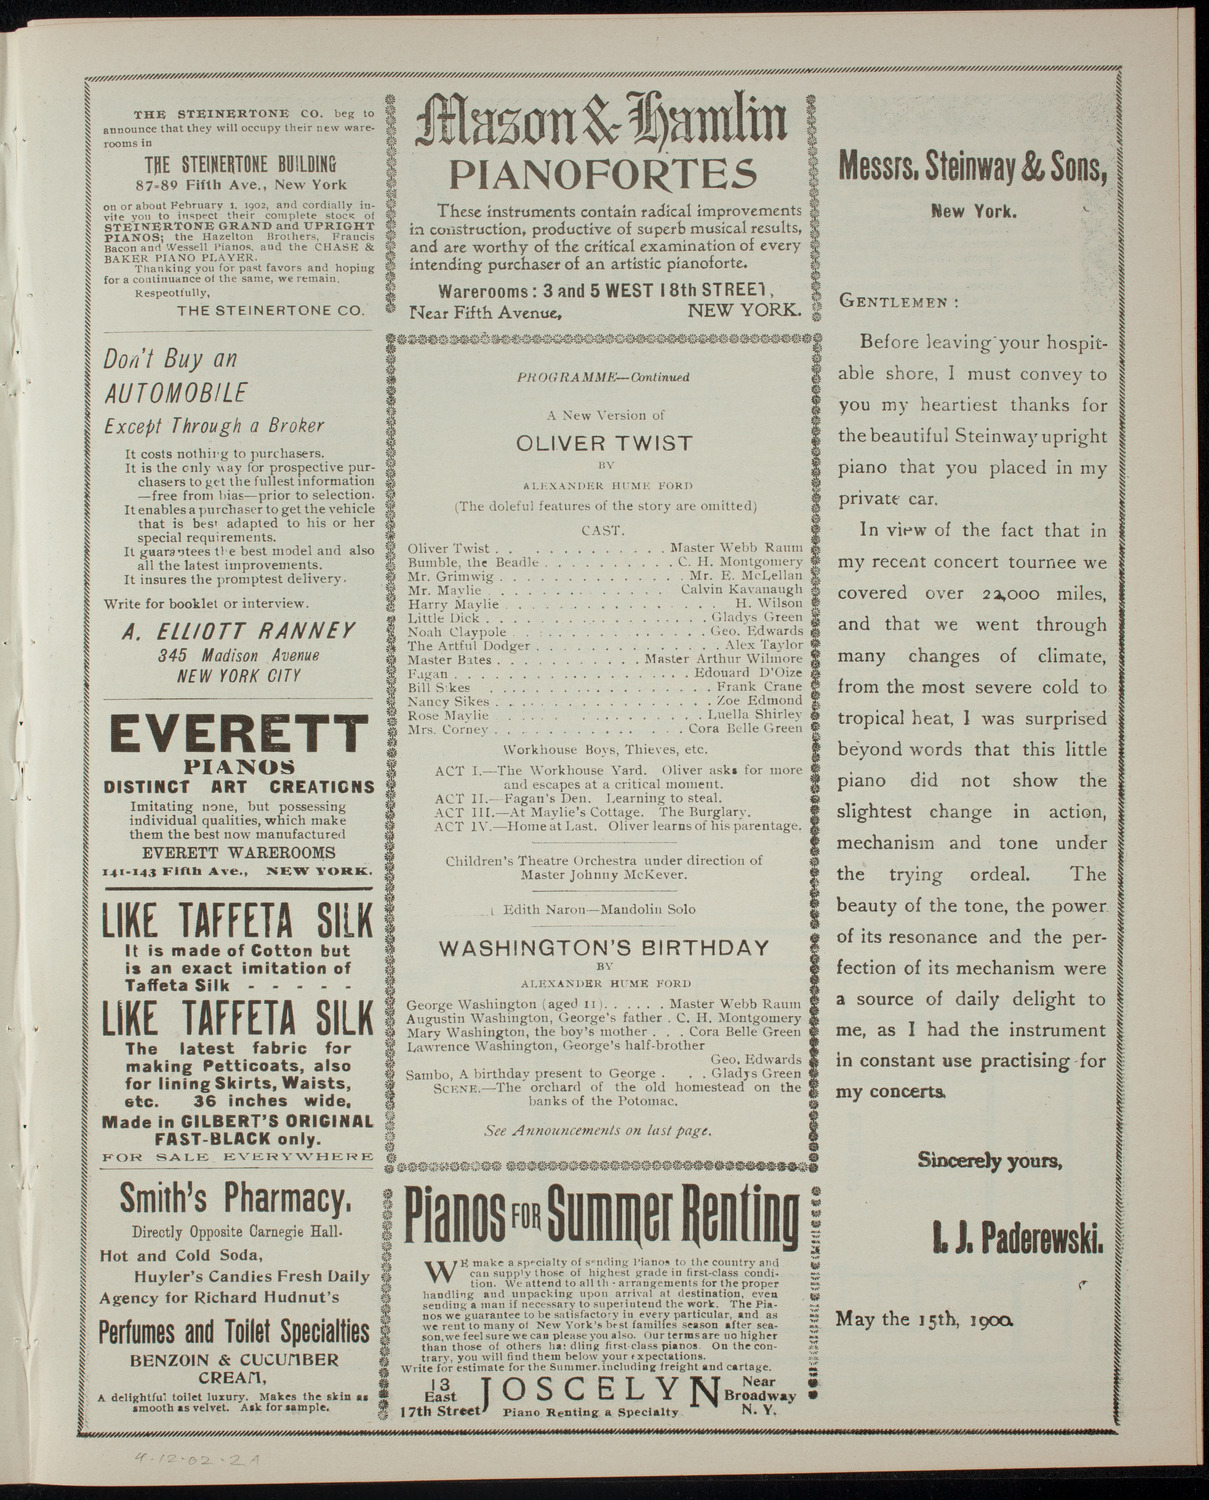 THE STEINERTONE CO. beg to
announce that they will occupy their new ware-
rooms in
THE STEINERTONE BUILDING
87-89 Fifth Ave., New York
on or about February 1, 1902, and cordially in-
vite you to inspect their complete stock of
STEINERTONE GRAND and UPRIGHT
PIANOS; the Hazelton Brothers, Francis
Bacon and Wessell Pianos, and the CHASE &
BAKER PIANO PLAYER.
Thanking you for past favors and hoping
for a continuance of the same, we remain,
Respectfully,
THE STEINERTONE CO.
Don't Buy an
AUTOMOBILE
Except Through a Broker
It costs nothing to purchasers.
It is the only way for prospective pur-
chasers to get the fullest information
—free from bias—prior to selection.
It enables a purchaser to get the vehicle
that is best adapted to his or her
special requirements.
It guarantees the best model and also
all the latest improvements.
It insures the promptest delivery.
Write for booklet or interview.
A. ELLIOTT RANNEY
345 Madison Avenue
NEW YORK CITY
EVERETT
PIANOS
DISTINCT ART CREATIONS
Imitating none, but possessing
individual qualities, which make
them the best now manufactured
EVERETT WAREROOMS
141-143 Fifth Ave., NEW YORK.
LIKE TAFFETA SILK
It is made of Cotton but
is an exact imitation of
Taffeta Silk - - - - -
LIKE TAFFETA SILK
The latest fabric for
making Petticoats, also
for lining Skirts, Waists,
etc. 36 inches wide,
Made in GILBERT'S ORIGINAL
FAST-BLACK only.
FOR SALE EVERYWHERE
Smith's Pharmacy,
Directly Opposite Carnegie Hall.
Hot and Cold Soda,
Huyler's Candies Fresh Daily
Agency for Richard Hudnut's
Perfumes and Toilet Specialties
BENZOIN & CUCUMBER
CREAM,
A delightful toilet luxury. Makes the skin as
smooth as velvet. Ask for sample.
Mason & Hamlin
PIANOFORTES
These instruments contain radical improvements
in construction, productive of superb musical results,
and are worthy of the critical examination of every
intending purchaser of an artistic pianoforte.
Warerooms: 3 and 5 WEST 18th STREET,
Near Fifth Avenue, NEW YORK.
PROGRAMME—Continued
A New Version of
OLIVER TWIST
BY
ALEXANDER HUME FORD
(The doleful features of the story are omitted)
CAST.
Oliver Twist . . . . . . . . . . . . Master Webb Raum
Bumble, the Beadle . . . . . . . . . . C. H. Montgomery
Mr. Grimwig . . . . . . . . . . . . . . Mr. E. McLellan
Mr. Maylie . . . . . . . . . . . . . Calvin Kavanaugh
Harry Maylie . . . . . . . . . . . . . . . . H. Wilson
Little Dick . . . . . . . . . . . . . . . . . Gladys Green
Noah Claypole . . . . . . . . . . . . . . . Geo. Edwards
The Artful Dodger . . . . . . . . . . . . . . Alex Taylor
Master Bates . . . . . . . . . . . Master Arthur Wilmore
Fagan . . . . . . . . . . . . . . . . . . Edouard D'Oize
Bill Sikes . . . . . . . . . . . . . . . . . Frank Crane
Nancy Sikes . . . . . . . . . . . . . . . . Zoe Edmond
Rose Maylie . . . . . . . . . . . . . . . . Luella Shirley
Mrs. Corney . . . . . . . . . . . . . . Cora Belle Green
Workhouse Boys, Thieves, etc.
ACT I.—The Workhouse Yard. Oliver asks for more
and escapes at a critical moment.
ACT II.—Fagan's Den. Learning to steal.
ACT III.—At Maylie's Cottage. The Burglary.
ACT IV.—Home at Last. Oliver learns of his parentage.
Children's Theatre Orchestra under direction of
Master Johnny McKever.
Edith Naron—Mandolin Solo
WASHINGTON'S BIRTHDAY
BY
ALEXANDER HUME FORD
George Washington (aged 11). . . . . . Master Webb Raum
Augustin Washington, George's father . C. H. Montgomery
Mary Washington, the boy's mother . . . Cora Belle Green
Lawrence Washington, George's half-brother
Geo. Edwards
Sambo, A birthday present to George . . . Gladys Green
SCENE.—The orchard of the old homestead on the
banks of the Potomac.
See Announcements on last page.
Pianos FOR Summer Renting
WE make a specialty of sending Pianos to the country and
can supply those of highest grade in first-class condi-
tion. We attend to all the arrangements for the proper
handling and unpacking upon arrival at destination, even
sending a man if necessary to superintend the work. The Pia-
nos we guarantee to be satisfactory in every particular, and as
we rent to many of New York's best families season after sea-
son, we feel sure we can please you also. Our terms are no higher
than those of others handling first-class pianos. On the con-
trary, you will find them below your expectations.
Write for estimate for the Summer, including freight and cartage.
13 East 17th Street JOSCELYN Near Broadway N. Y.
Piano Renting a Specialty
Messrs. Steinway & Sons,
New York.
GENTLEMEN:
Before leaving your hospit-
able shore, I must convey to
you my heartiest thanks for
the beautiful Steinway upright
piano that you placed in my
private car.
In view of the fact that in
my recent concert tournee we
covered over 22,000 miles,
and that we went through
many changes of climate,
from the most severe cold to
tropical heat, I was surprised
beyond words that this little
piano did not show the
slightest change in action,
mechanism and tone under
the trying ordeal. The
beauty of the tone, the power
of its resonance and the per-
fection of its mechanism were
a source of daily delight to
me, as I had the instrument
in constant use practising for
my concerts.
Sincerely yours,
I. J. Paderewski.
May the 15th, 1900.
4-12-02-2A